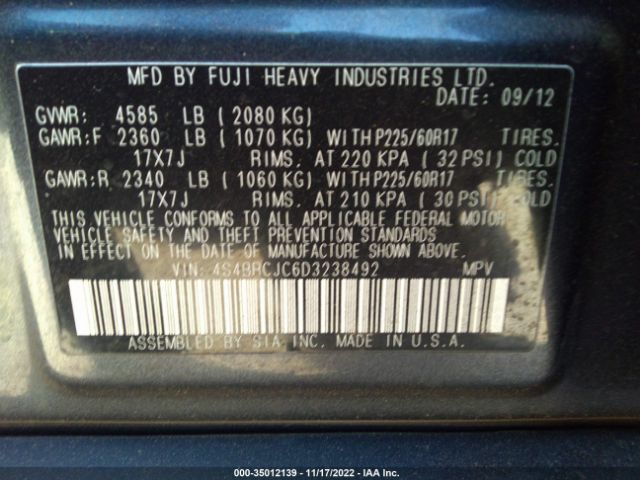 MFD BY FUJI HEAVY INDUSTRIES LTD.
DATE: 09/12
GVWR: 4585 LB (2080 KG)
GAWR:F 2360 LB (1070 KG) WITH P225/60R17 TIRES.
17X7J RIMS. AT 220 KPA (32 PSI) COLD
GAWR:R 2340 LB (1060 KG) WITH P225/60R17 TIRES.
17X7J RIMS. AT 210 KPA (30 PSI) COLD
THIS VEHICLE CONFORMS TO ALL APPLICABLE FEDERAL MOTOR
VEHICLE SAFETY AND THEFT PREVENTION STANDARDS
IN EFFECT ON THE DATE OF MANUFACTURE SHOWN ABOVE.
VIN: 4S4BRCJC6D3238492 MPV
ASSEMBLED BY SIA INC. MADE IN U.S.A.
000-35012139 - 11/17/2022 - IAA Inc.